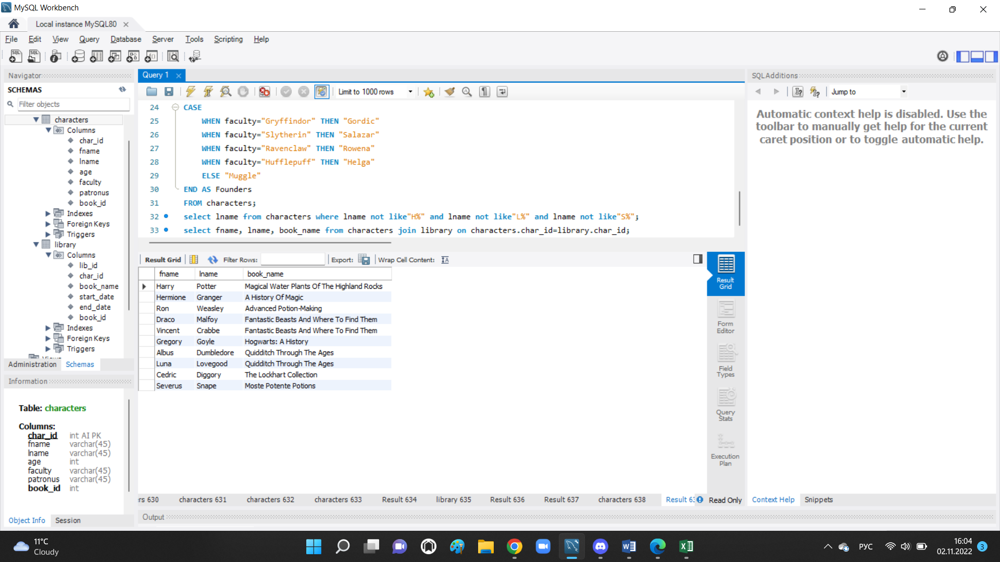 MySQL Workbench
Local instance MySQL80
File Edit View Query Database Server Tools Scripting Help
Navigator
SCHEMAS
Filter objects
characters
Columns
char_id
fname
lname
age
faculty
patronus
book_id
Indexes
Foreign Keys
Triggers
library
Columns
lib_id
char_id
book_name
start_date
end_date
book_id
Indexes
Foreign Keys
Triggers
Administration Schemas
Information
Table: characters
Columns:
char_id int AI PK
fname varchar(45)
lname varchar(45)
age int
faculty varchar(45)
patronus varchar(45)
book_id int
Object Info Session
Query 1
Limit to 1000 rows
24 CASE
25 WHEN faculty="Gryffindor" THEN "Gordic"
26 WHEN faculty="Slytherin" THEN "Salazar"
27 WHEN faculty="Ravenclaw" THEN "Rowena"
28 WHEN faculty="Hufflepuff" THEN "Helga"
29 ELSE "Muggle"
30 END AS Founders
31 FROM characters;
32 select lname from characters where lname not like"H%" and lname not like"L%" and lname not like"S%";
33 select fname, lname, book_name from characters join library on characters.char_id=library.char_id;
Result Grid Filter Rows: Export: Wrap Cell Content:
fname lname book_name
Harry Potter Magical Water Plants Of The Highland Rocks
Hermione Granger A History Of Magic
Ron Weasley Advanced Potion-Making
Draco Malfoy Fantastic Beasts And Where To Find Them
Vincent Crabbe Fantastic Beasts And Where To Find Them
Gregory Goyle Hogwarts: A History
Albus Dumbledore Quidditch Through The Ages
Luna Lovegood Quidditch Through The Ages
Cedric Diggory The Lockhart Collection
Severus Snape Moste Potente Potions
Result
Grid
Form
Editor
Field
Types
Query
Stats
Execution
Plan
rs 630 characters 631 characters 632 characters 633 Result 634 library 635 Result 636 Result 637 characters 638 Result 63 Read Only
Output
SQLAdditions
Jump to
Automatic context help is disabled. Use the
toolbar to manually get help for the current
caret position or to toggle automatic help.
Context Help Snippets
11°C
Cloudy
РУС
16:04
02.11.2022
3